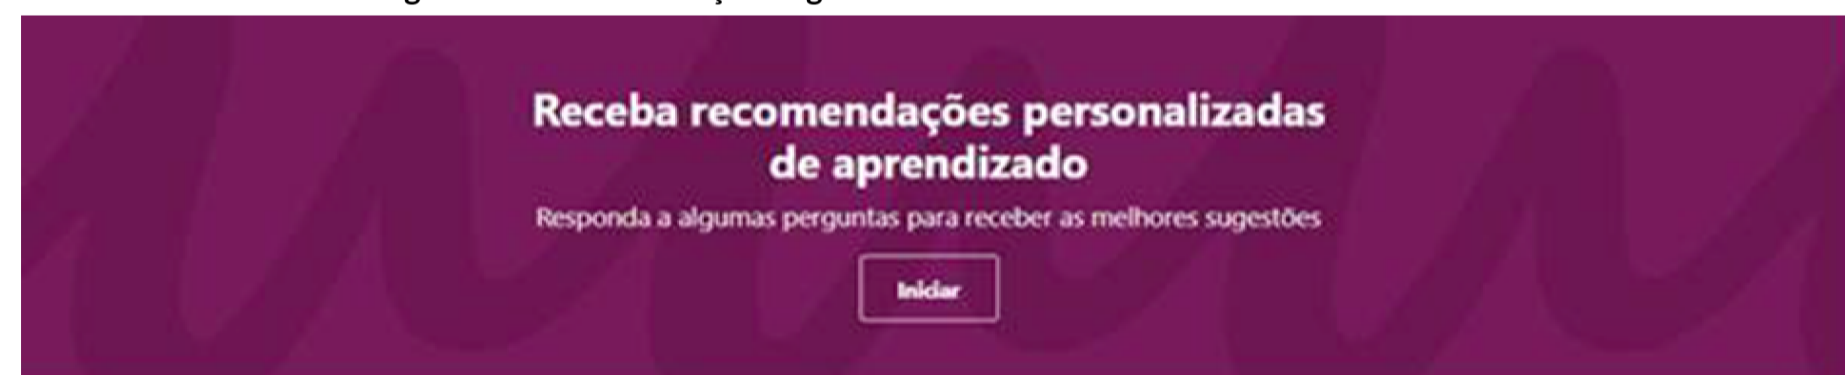 Receba recomendações personalizadas
de aprendizado
Responda a algumas perguntas para receber as melhores sugestões
Iniciar